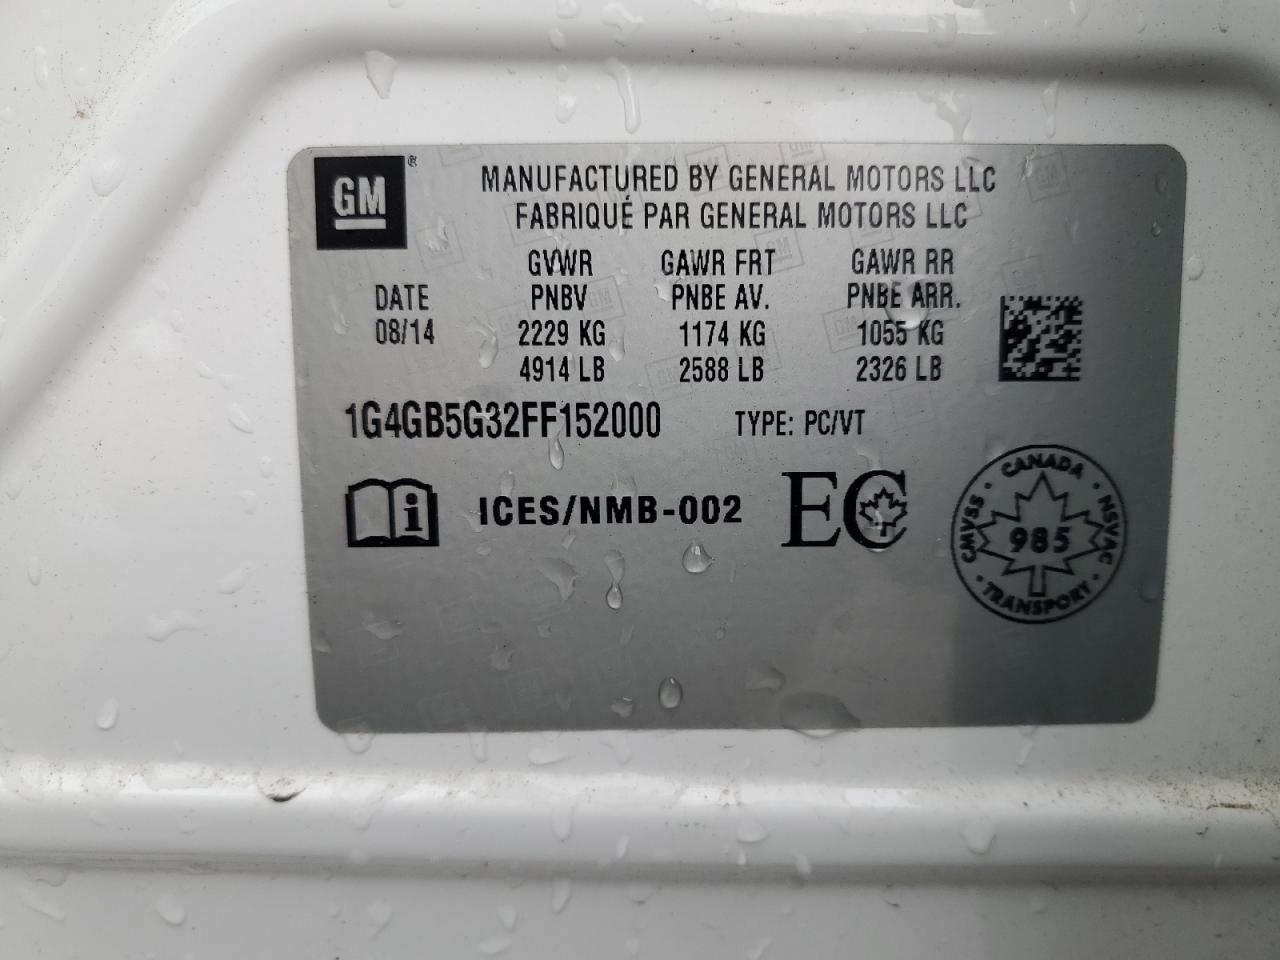 GM ®
MANUFACTURED BY GENERAL MOTORS LLC
FABRIQUÉ PAR GENERAL MOTORS LLC
GVWR GAWR FRT GAWR RR
DATE PNBV PNBE AV. PNBE ARR.
08/14 2229 KG 1174 KG 1055 KG
4914 LB 2588 LB 2326 LB
1G4GB5G32FF152000 TYPE: PC/VT
i ICES/NMB-002 EC
CANADA
CMVSS · NSVAC
985
· TRANSPORT ·